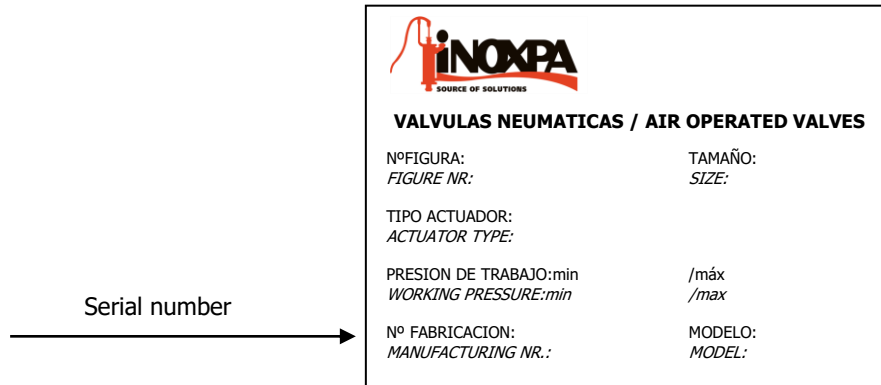 iNOXPA
SOURCE OF SOLUTIONS
VALVULAS NEUMATICAS / AIR OPERATED VALVES
NºFIGURA: TAMAÑO:
FIGURE NR: SIZE:
TIPO ACTUADOR:
ACTUATOR TYPE:
PRESION DE TRABAJO:min /máx
WORKING PRESSURE:min /max
Serial number
Nº FABRICACION: MODELO:
MANUFACTURING NR.: MODEL: